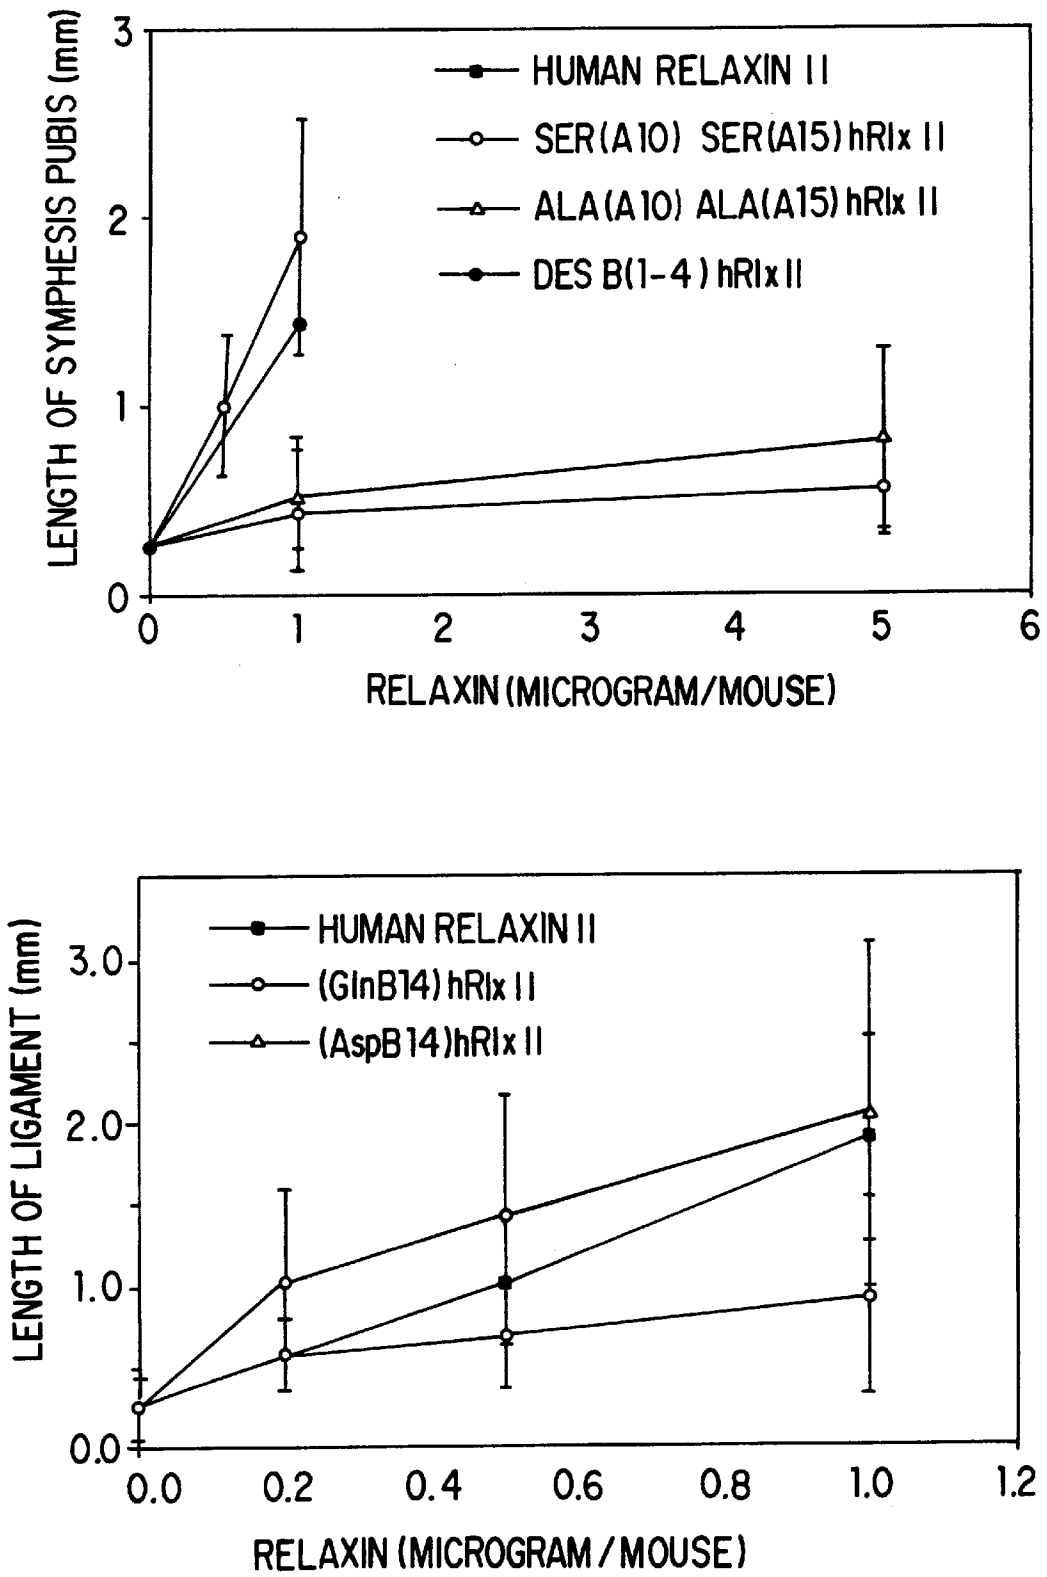 LENGTH OF SYMPHESIS PUBIS (mm)
3
2
1
0
HUMAN RELAXIN II
SER(A10) SER(A15) hRlx II
ALA(A10) ALA(A15) hRlx II
DES B(1-4) hRlx II
0 1 2 3 4 5 6
RELAXIN (MICROGRAM/MOUSE)
LENGTH OF LIGAMENT (mm)
3.0
2.0
1.0
0.0
HUMAN RELAXIN II
(GlnB14) hRlx II
(AspB14) hRlx II
0.0 0.2 0.4 0.6 0.8 1.0 1.2
RELAXIN (MICROGRAM/MOUSE)